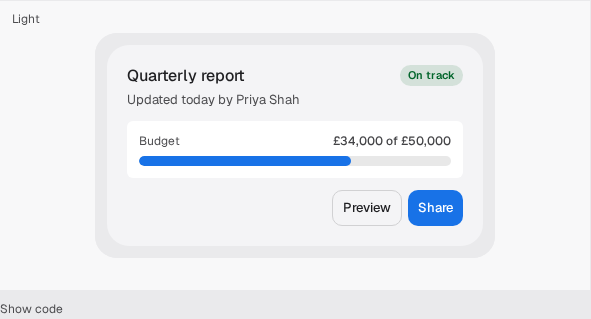 Light
Quarterly report
On track
Updated today by Priya Shah
Budget
£34,000 of £50,000
Preview
Share
Show code